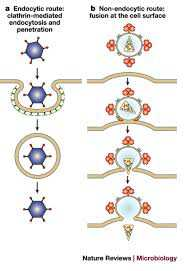 a Endocytic route:
clathrin-mediated
endocytosis and
penetration
b Non-endocytic route:
fusion at the cell surface
Nature Reviews | Microbiology